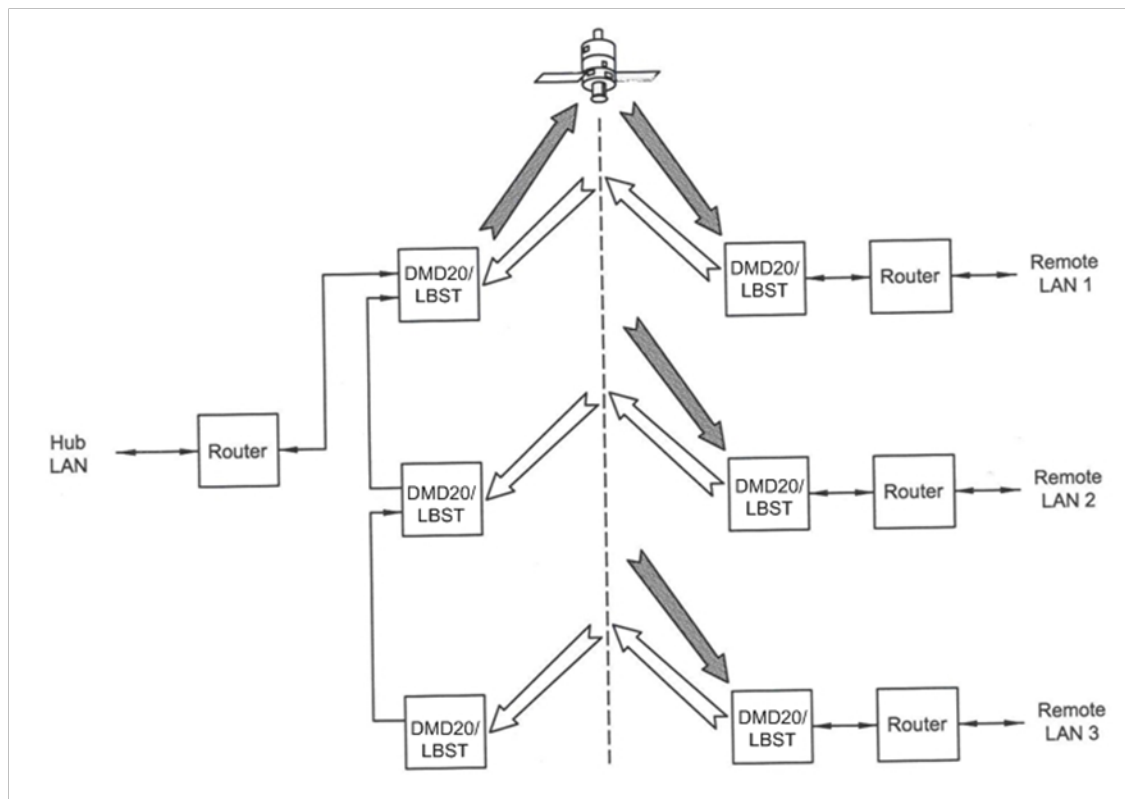 DMD20/
LBST
DMD20/
LBST
Router
Remote
LAN 1
Hub
LAN
Router
DMD20/
LBST
DMD20/
LBST
Router
Remote
LAN 2
DMD20/
LBST
DMD20/
LBST
Router
Remote
LAN 3